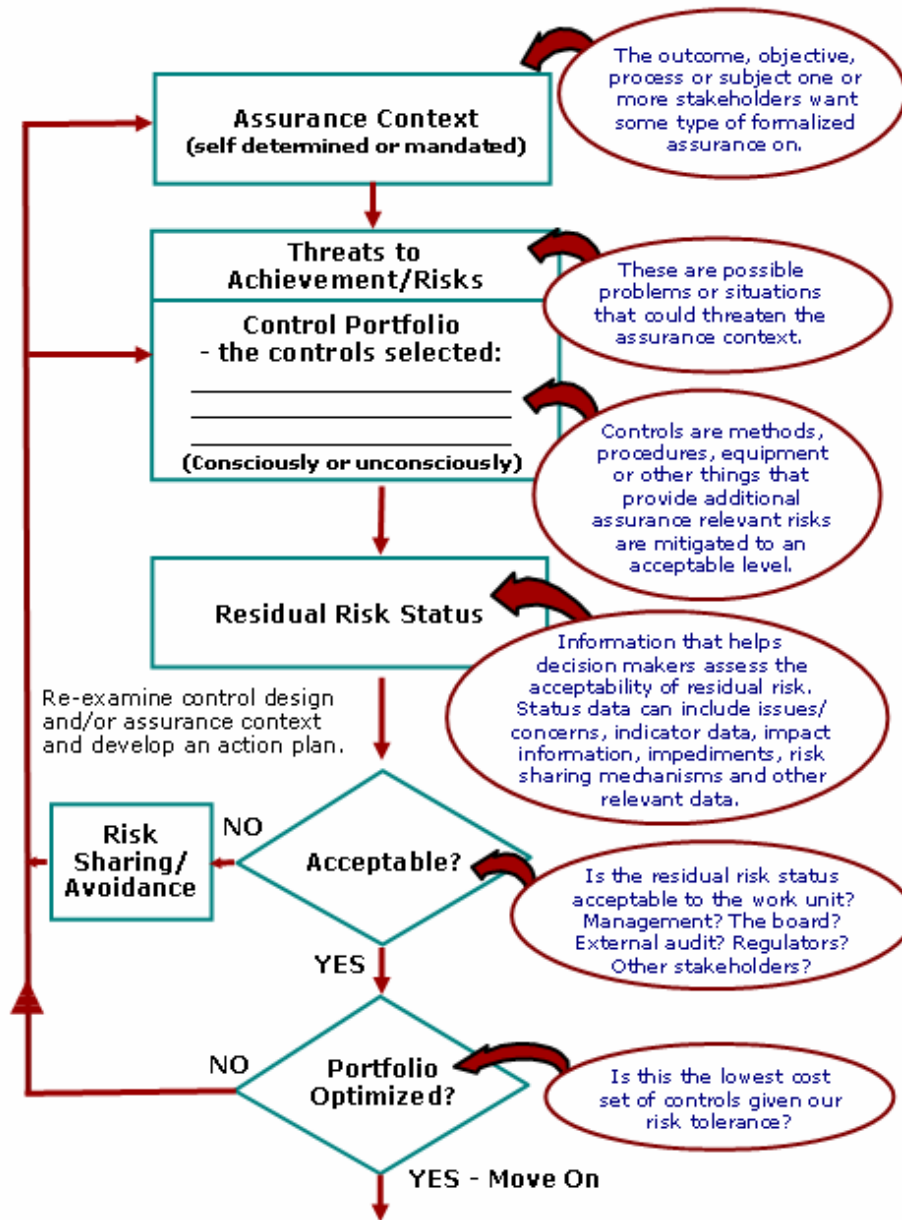 The outcome, objective,
process or subject one or
more stakeholders want
some type of formalized
assurance on.
Assurance Context
(self determined or mandated)
Threats to
Achievement/Risks
These are possible
problems or situations
that could threaten the
assurance context.
Control Portfolio
- the controls selected:
(Consciously or unconsciously)
Controls are methods,
procedures, equipment
or other things that
provide additional
assurance relevant risks
are mitigated to an
acceptable level.
Residual Risk Status
Information that helps
decision makers assess the
acceptability of residual risk.
Status data can include issues/
concerns, indicator data, impact
information, impediments, risk
sharing mechanisms and other
relevant data.
Re-examine control design
and/or assurance context
and develop an action plan.
Risk
Sharing/
Avoidance
NO
Acceptable?
Is the residual risk status
acceptable to the work unit?
Management? The board?
External audit? Regulators?
Other stakeholders?
YES
NO
Portfolio
Optimized?
Is this the lowest cost
set of controls given our
risk tolerance?
YES - Move On